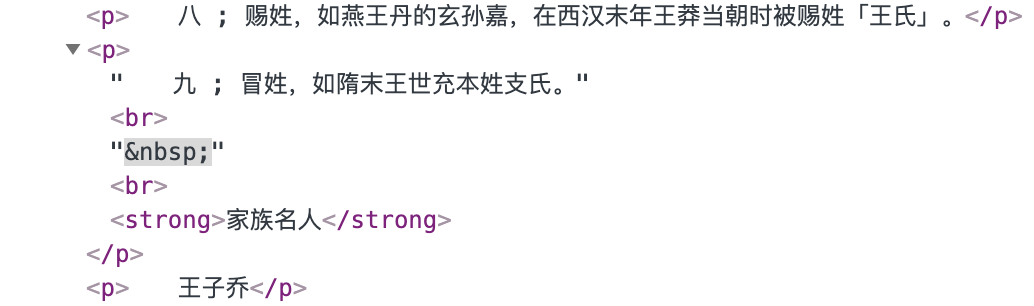 <p>　　八 ; 赐姓，如燕王丹的玄孙嘉，在西汉末年王莽当朝时被赐姓「王氏」。</p>
▼<p>
"　　九 ; 冒姓，如隋末王世充本姓支氏。"
<br>
"&nbsp;"
<br>
<strong>家族名人</strong>
</p>
<p>　　王子乔</p>